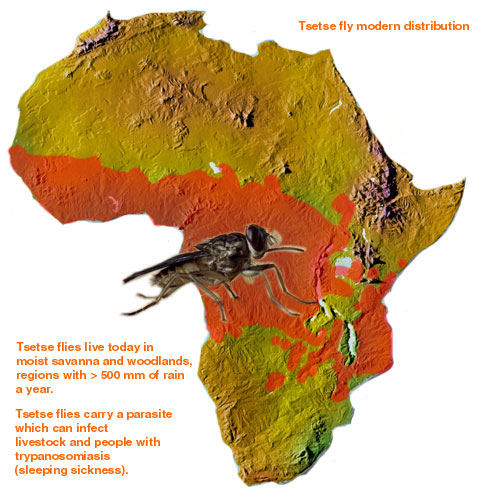 Tsetse fly modern distribution
Tsetse flies live today in
moist savanna and woodlands,
regions with > 500 mm of rain
a year.
Tsetse flies carry a parasite
which can infect
livestock and people with
trypanosomiasis
(sleeping sickness).